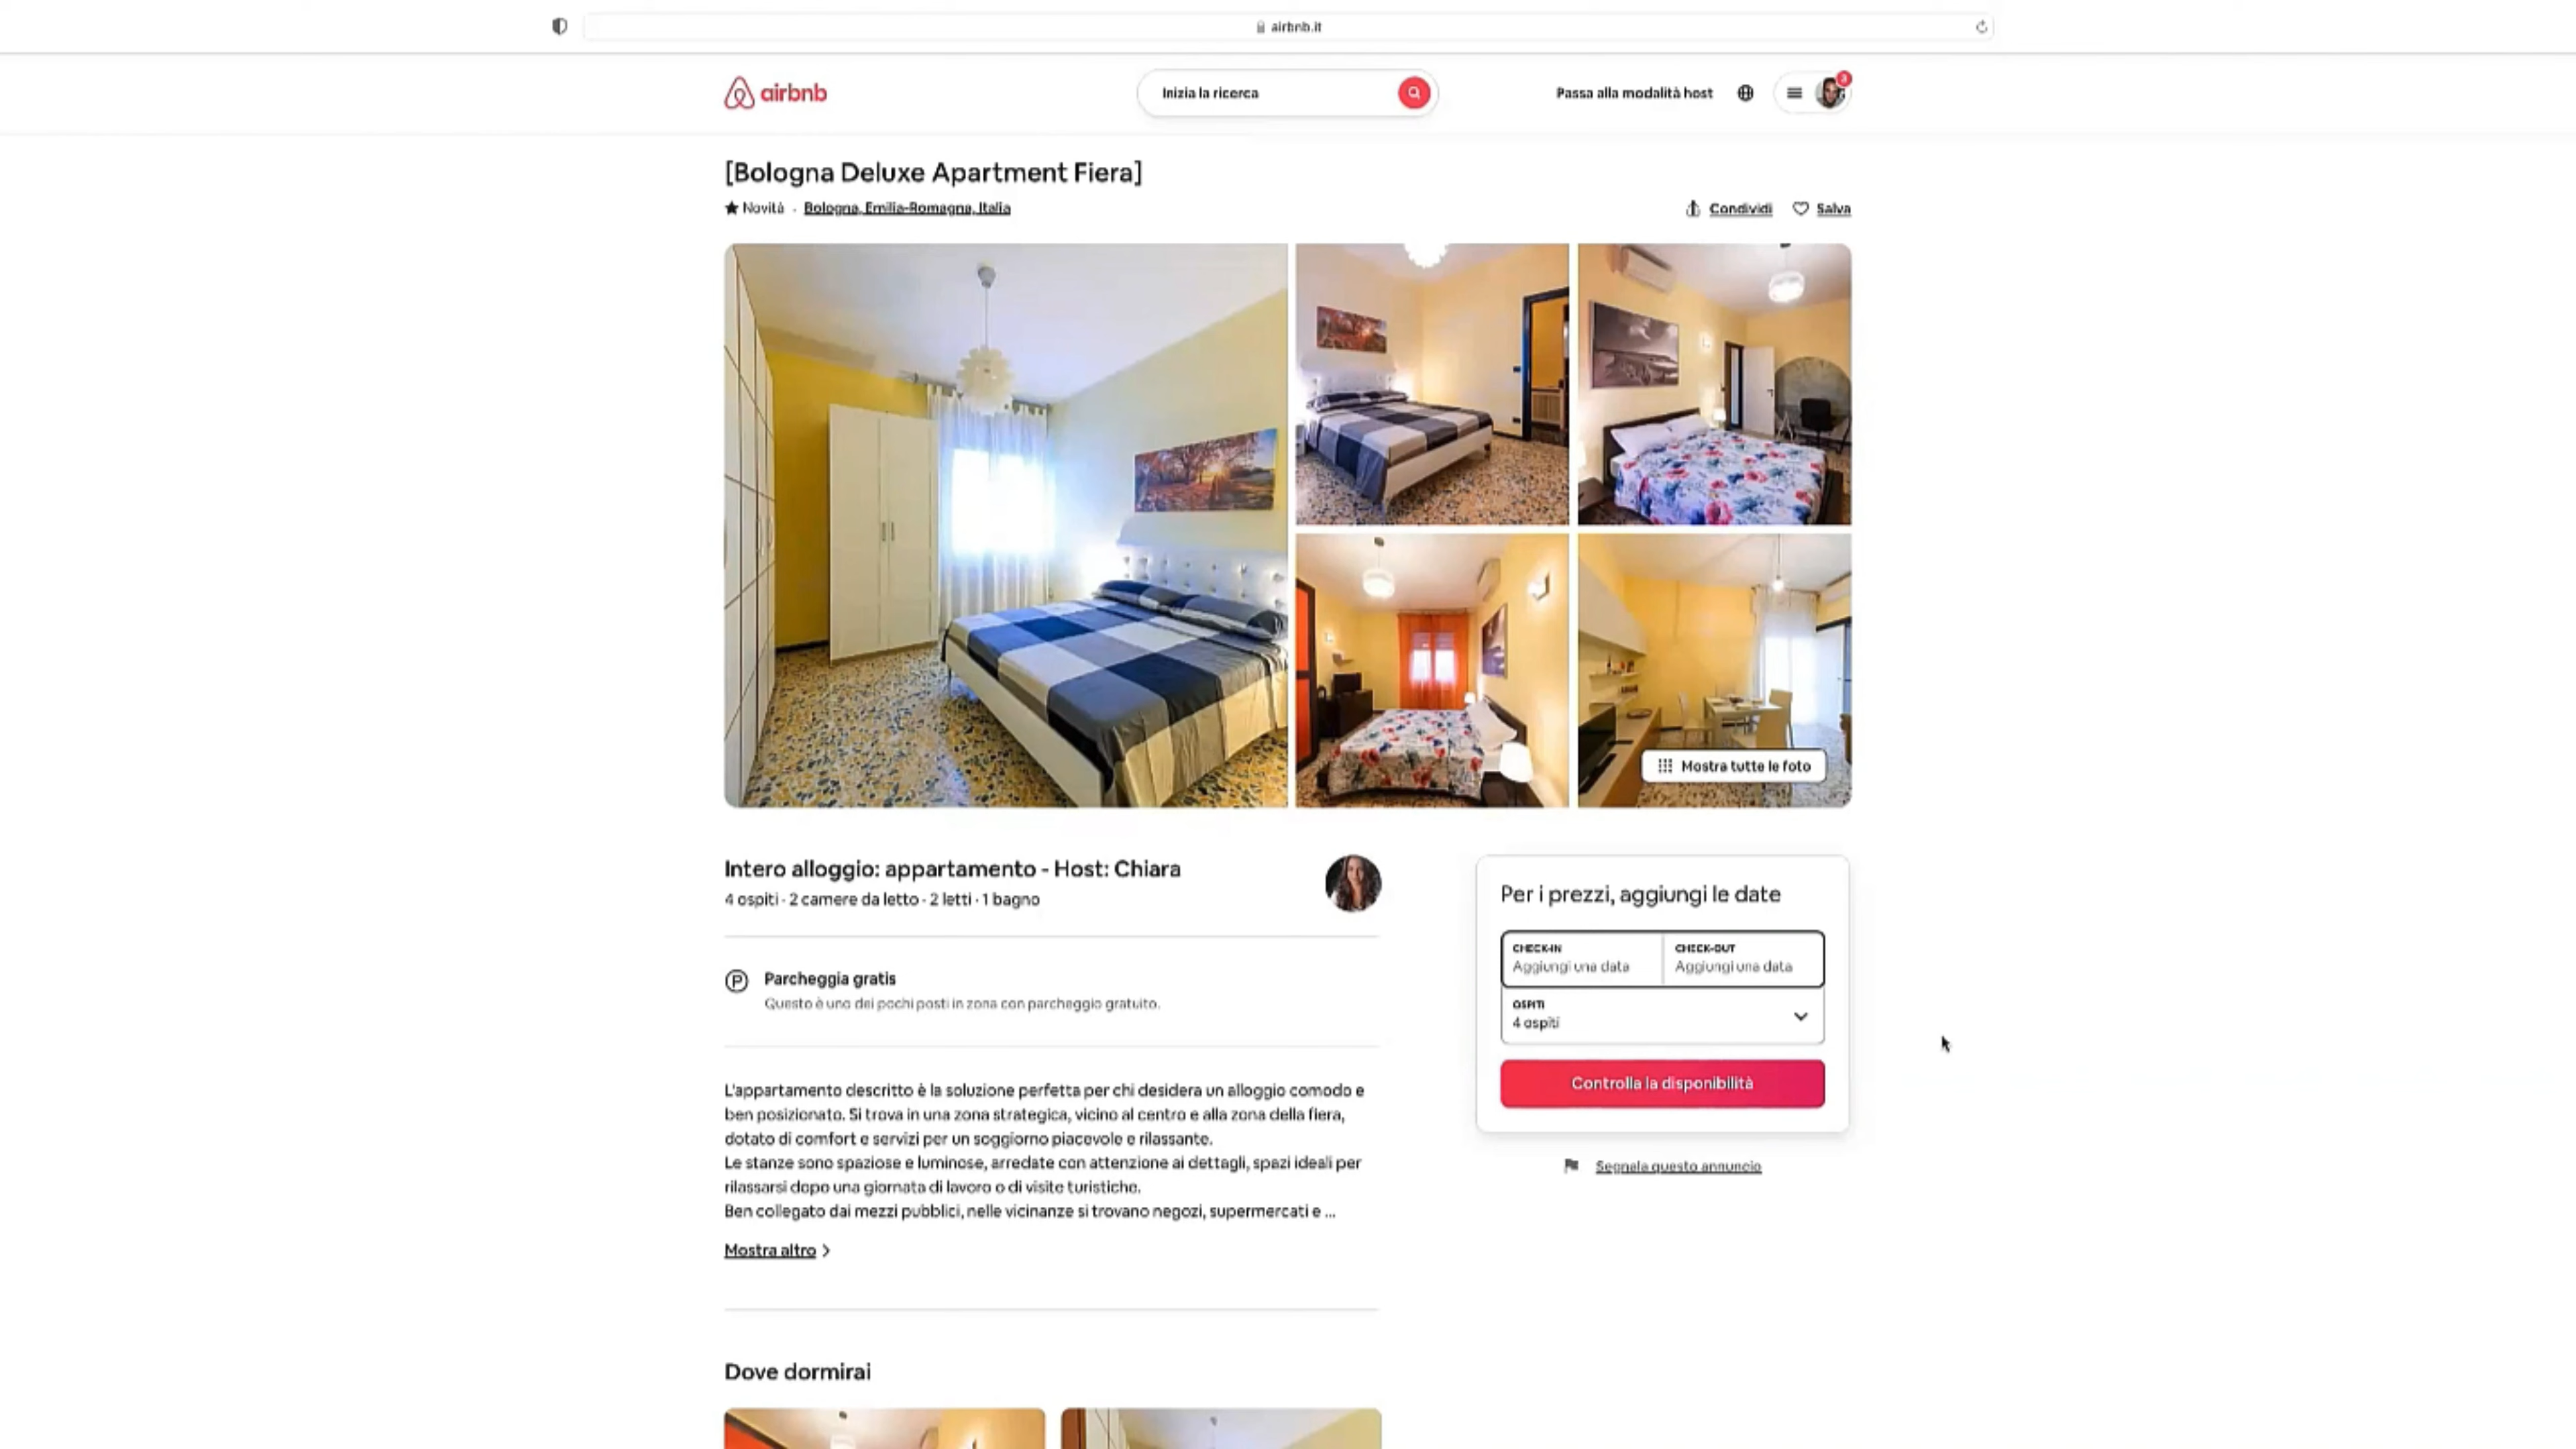 airbnb.it
airbnb
Inizia la ricerca
Passa alla modalità host
3
[Bologna Deluxe Apartment Fiera]
Novità · Bologna, Emilia-Romagna, Italia
Condividi
Salva
Mostra tutte le foto
Intero alloggio: appartamento - Host: Chiara
4 ospiti · 2 camere da letto · 2 letti · 1 bagno
Parcheggia gratis
Questo è uno dei pochi posti in zona con parcheggio gratuito.
L'appartamento descritto è la soluzione perfetta per chi desidera un alloggio comodo e
ben posizionato. Si trova in una zona strategica, vicino al centro e alla zona della fiera,
dotato di comfort e servizi per un soggiorno piacevole e rilassante.
Le stanze sono spaziose e luminose, arredate con attenzione ai dettagli, spazi ideali per
rilassarsi dopo una giornata di lavoro o di visite turistiche.
Ben collegato dai mezzi pubblici, nelle vicinanze si trovano negozi, supermercati e ...
Mostra altro
Dove dormirai
Per i prezzi, aggiungi le date
CHECK-IN
Aggiungi una data
CHECK-OUT
Aggiungi una data
OSPITI
4 ospiti
Controlla la disponibilità
Segnala questo annuncio